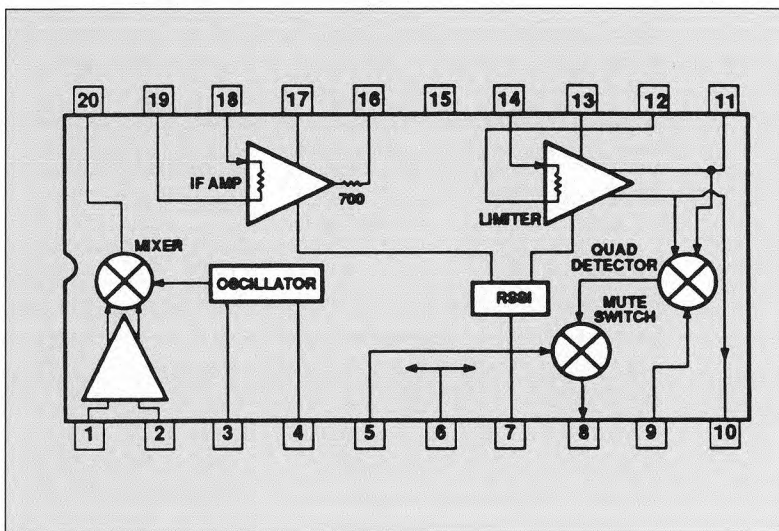 20 19 18 17 16 15 14 13 12 11
IF AMP
700
LIMITER
MIXER
QUAD
DETECTOR
OSCILLATOR
RSSI
MUTE
SWITCH
1 2 3 4 5 6 7 8 9 10